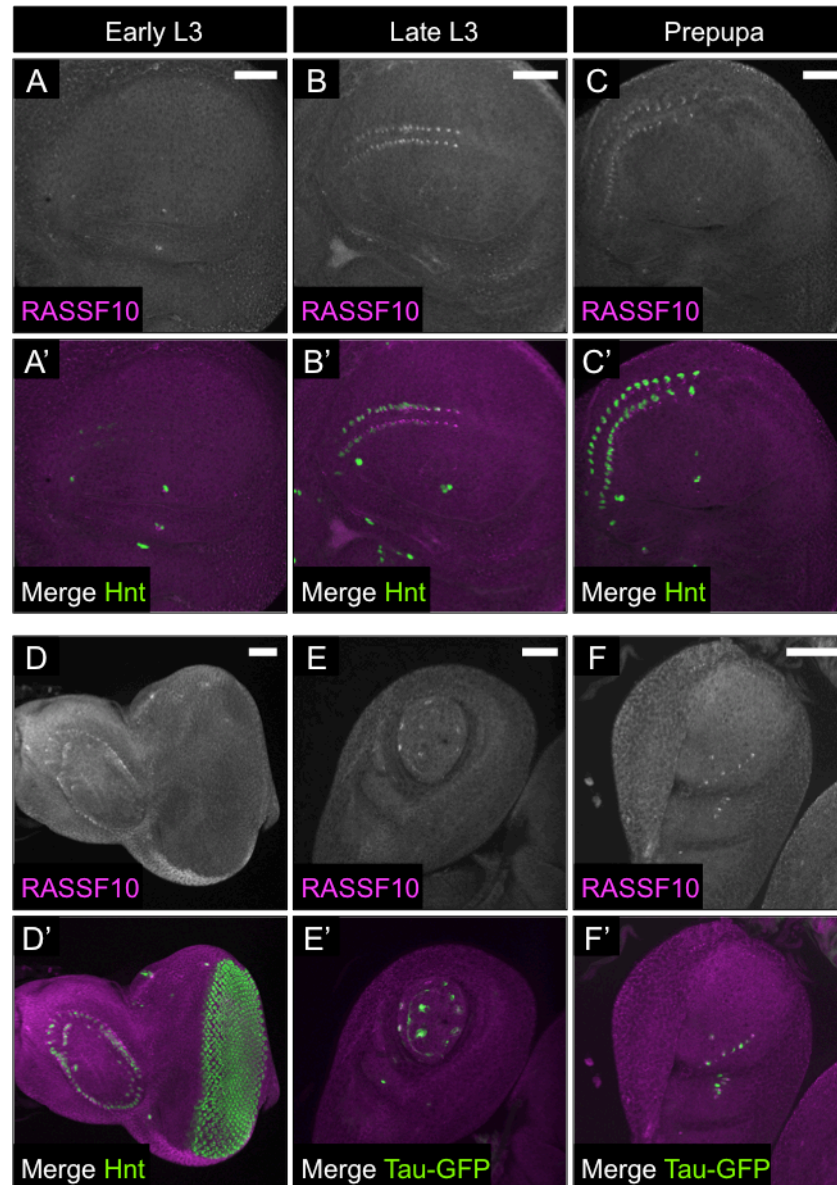 Early L3
Late L3
Prepupa
A
B
C
RASSF10
RASSF10
RASSF10
A'
B'
C'
Merge Hnt
Merge Hnt
Merge Hnt
D
E
F
RASSF10
RASSF10
RASSF10
D'
E'
F'
Merge Hnt
Merge Tau-GFP
Merge Tau-GFP